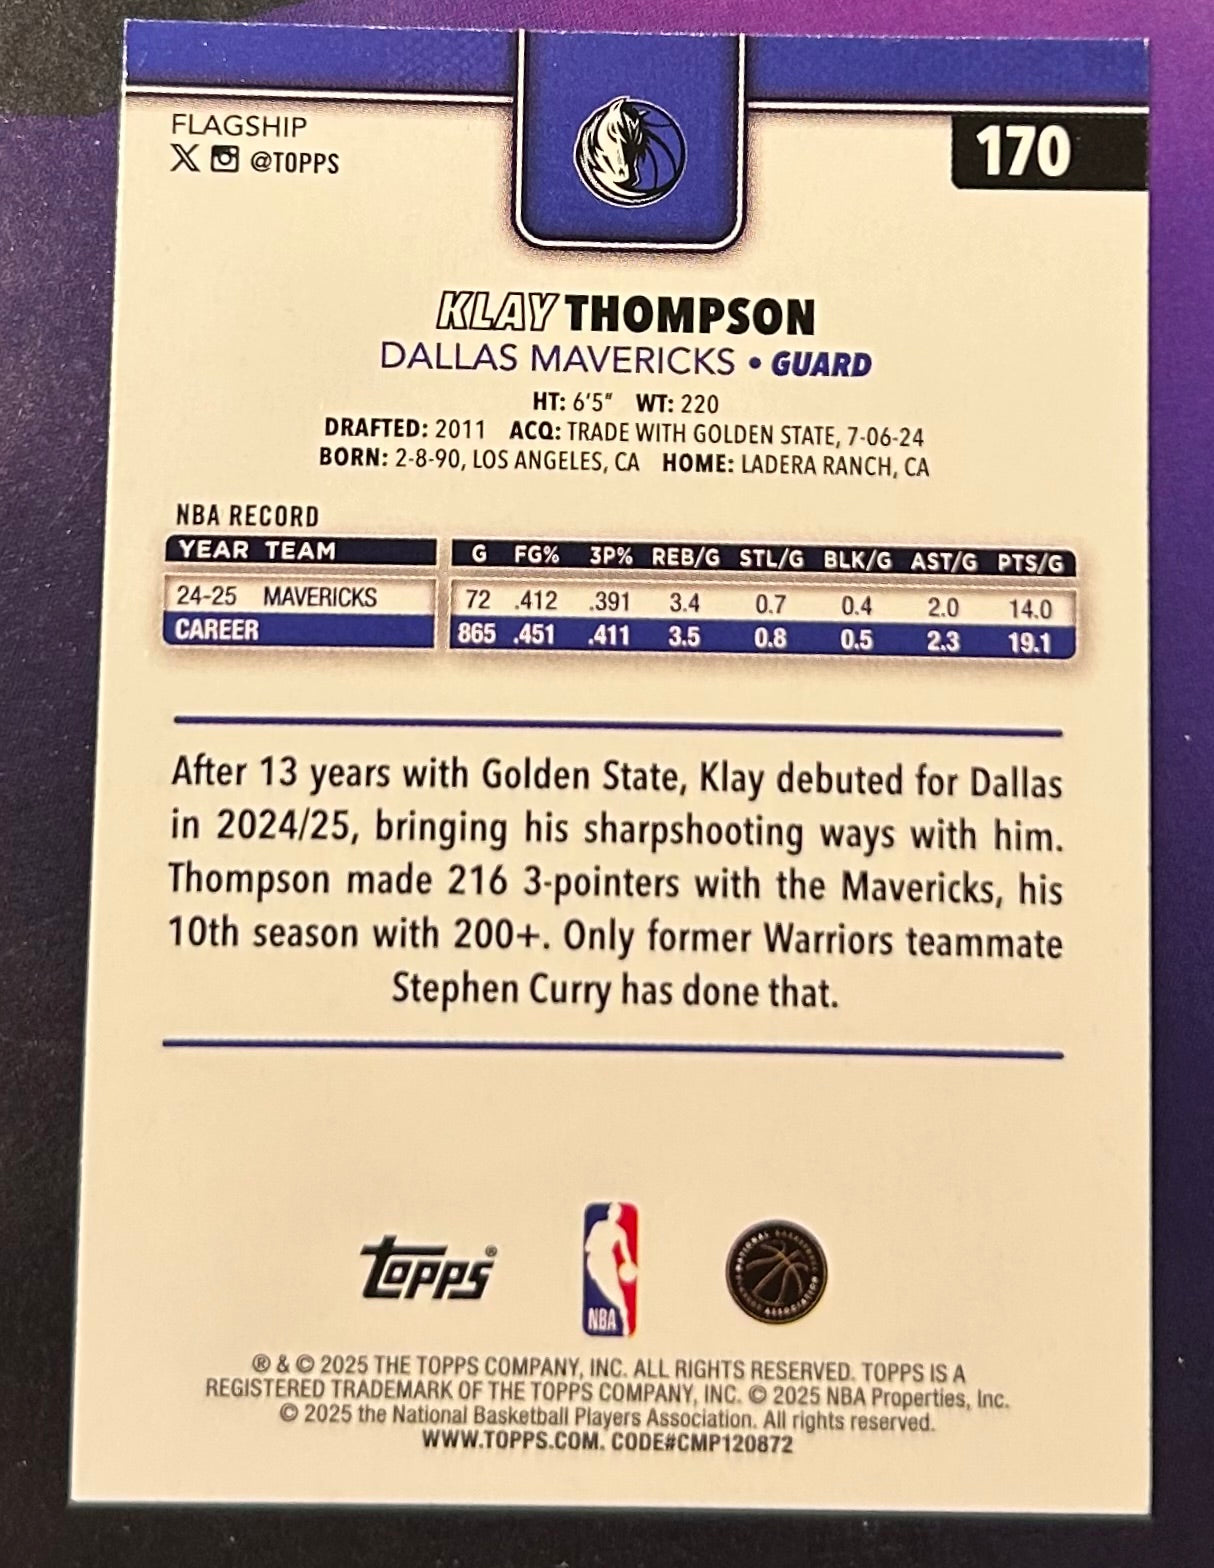 FLAGSHIP
@TOPPS
170
KLAY THOMPSON
DALLAS MAVERICKS • GUARD
HT: 6'5" WT: 220
DRAFTED: 2011 ACQ: TRADE WITH GOLDEN STATE, 7-06-24
BORN: 2-8-90, LOS ANGELES, CA HOME: LADERA RANCH, CA
NBA RECORD
YEAR TEAM G FG% 3P% REB/G STL/G BLK/G AST/G PTS/G
24-25 MAVERICKS 72 .412 .391 3.4 0.7 0.4 2.0 14.0
CAREER 865 .451 .411 3.5 0.8 0.5 2.3 19.1
After 13 years with Golden State, Klay debuted for Dallas
in 2024/25, bringing his sharpshooting ways with him.
Thompson made 216 3-pointers with the Mavericks, his
10th season with 200+. Only former Warriors teammate
Stephen Curry has done that.
Topps®
NBA
® & © 2025 THE TOPPS COMPANY, INC. ALL RIGHTS RESERVED. TOPPS IS A
REGISTERED TRADEMARK OF THE TOPPS COMPANY, INC. © 2025 NBA Properties, Inc.
© 2025 the National Basketball Players Association. All rights reserved.
WWW.TOPPS.COM. CODE#CMP120872